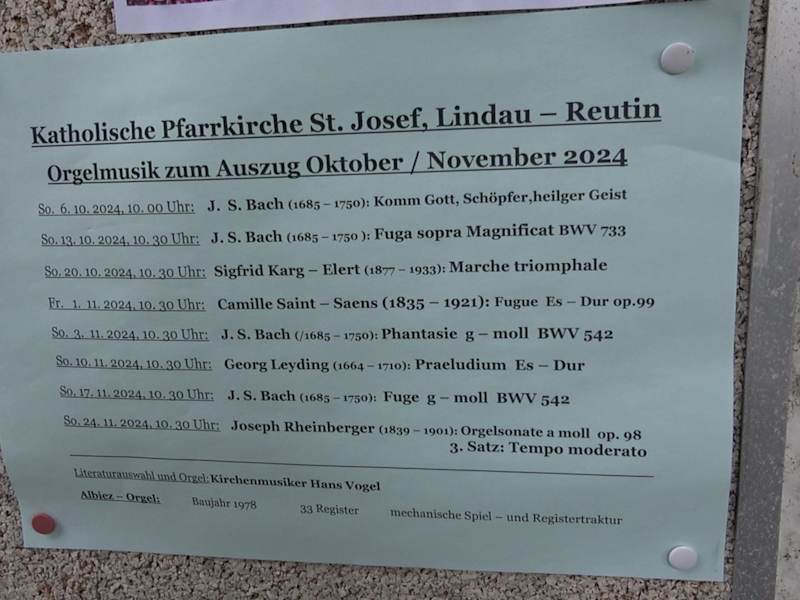 Katholische Pfarrkirche St. Josef, Lindau – Reutin
Orgelmusik zum Auszug Oktober / November 2024
So. 6. 10. 2024, 10. 00 Uhr: J. S. Bach (1685 – 1750): Komm Gott, Schöpfer,heilger Geist
So. 13. 10. 2024, 10. 30 Uhr: J. S. Bach (1685 – 1750 ): Fuga sopra Magnificat BWV 733
So. 20. 10. 2024, 10. 30 Uhr: Sigfrid Karg – Elert (1877 – 1933): Marche triomphale
Fr. 1. 11. 2024, 10. 30 Uhr: Camille Saint – Saens (1835 – 1921): Fugue Es – Dur op.99
So. 3. 11. 2024, 10. 30 Uhr: J. S. Bach (/1685 – 1750): Phantasie g – moll BWV 542
So. 10. 11. 2024, 10. 30 Uhr: Georg Leyding (1664 – 1710): Praeludium Es – Dur
So. 17. 11. 2024, 10. 30 Uhr: J. S. Bach (1685 – 1750): Fuge g – moll BWV 542
So. 24. 11. 2024, 10. 30 Uhr: Joseph Rheinberger (1839 – 1901): Orgelsonate a moll op. 98
3. Satz: Tempo moderato
Literaturauswahl und Orgel: Kirchenmusiker Hans Vogel
Albiez – Orgel: Baujahr 1978 33 Register mechanische Spiel – und Registertraktur